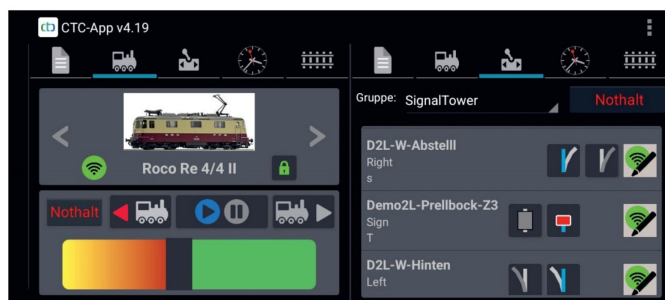 ctb CTC-App v4.19
Roco Re 4/4 II
Nothalt
Gruppe: SignalTower
Nothalt
D2L-W-Abstelll
Right
s
Demo2L-Prellbock-Z3
Sign
T
D2L-W-Hinten
Left